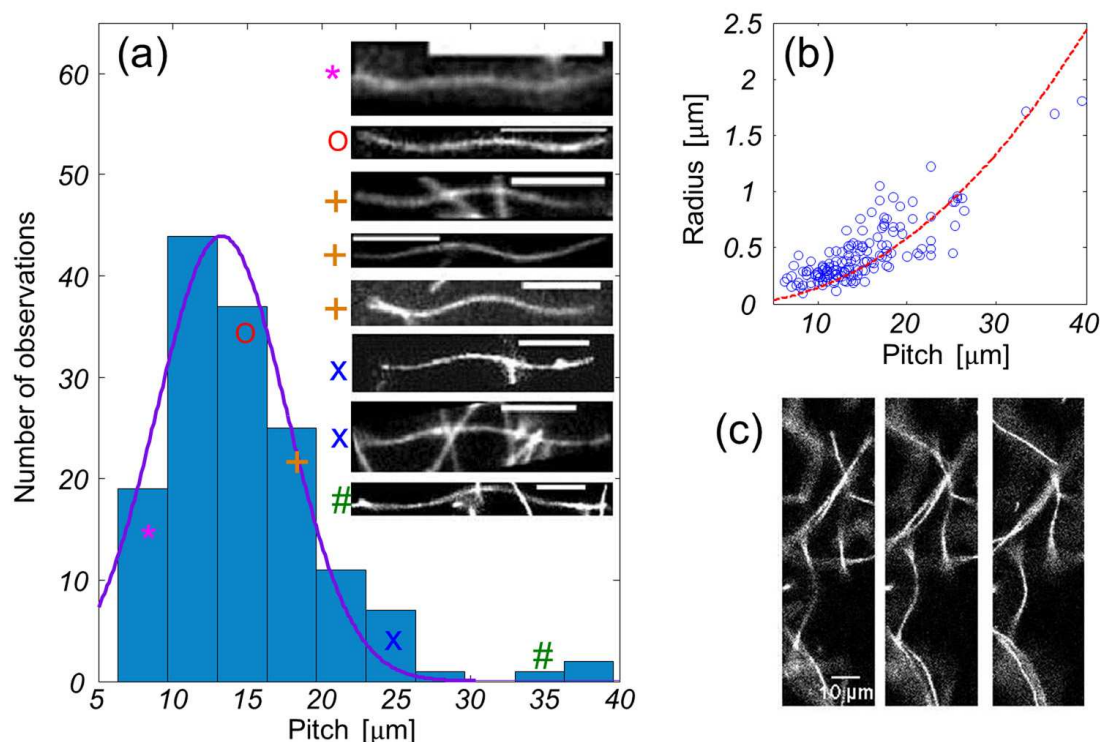 (a)
Number of observations
60
50
40
30
20
10
0
*
O
+
+
+
x
x
#
*
O
+
x
#
5 10 15 20 25 30 35 40
Pitch [μm]
(b)
Radius [μm]
2.5
2
1.5
1
0.5
0
10 20 30 40
Pitch [μm]
(c)
10 μm